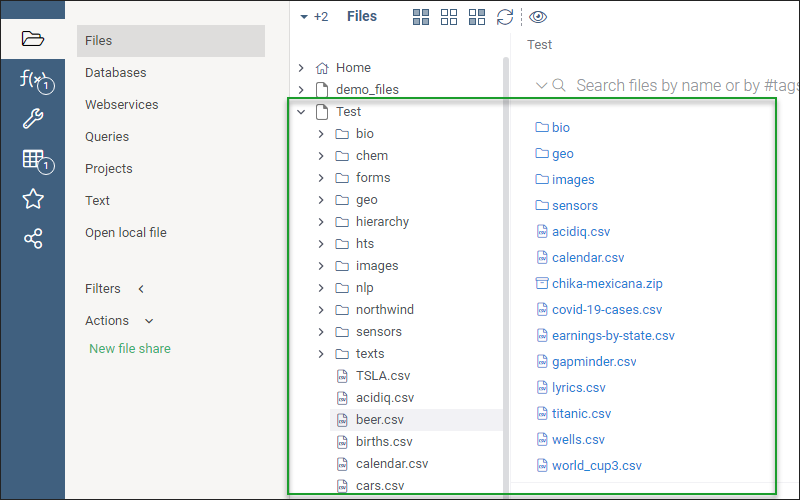 +2 Files
f(x) 1
1
Files
Databases
Webservices
Queries
Projects
Text
Open local file
Filters
Actions
New file share
Home
demo_files
Test
bio
chem
forms
geo
hierarchy
hts
images
nlp
northwind
sensors
texts
TSLA.csv
acidiq.csv
beer.csv
births.csv
calendar.csv
cars.csv
Test
Search files by name or by #tags
bio
geo
images
sensors
acidiq.csv
calendar.csv
chika-mexicana.zip
covid-19-cases.csv
earnings-by-state.csv
gapminder.csv
lyrics.csv
titanic.csv
wells.csv
world_cup3.csv